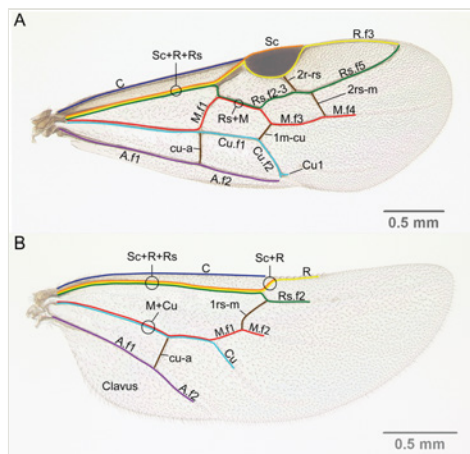 A
Sc+R+Rs
Sc
R.f3
C
2r-rs
Rs.f5
Rs.f2-3
2rs-m
M.f1
Rs+M
M.f3
M.f4
cu-a
Cu.f1
1m-cu
A.f1
Cu.f2
A.f2
Cu1
0.5 mm
B
Sc+R+Rs
Sc+R
C
R
M+Cu
1rs-m
Rs.f2
A.f1
M.f1
M.f2
cu-a
Cu
Clavus
A.f2
0.5 mm